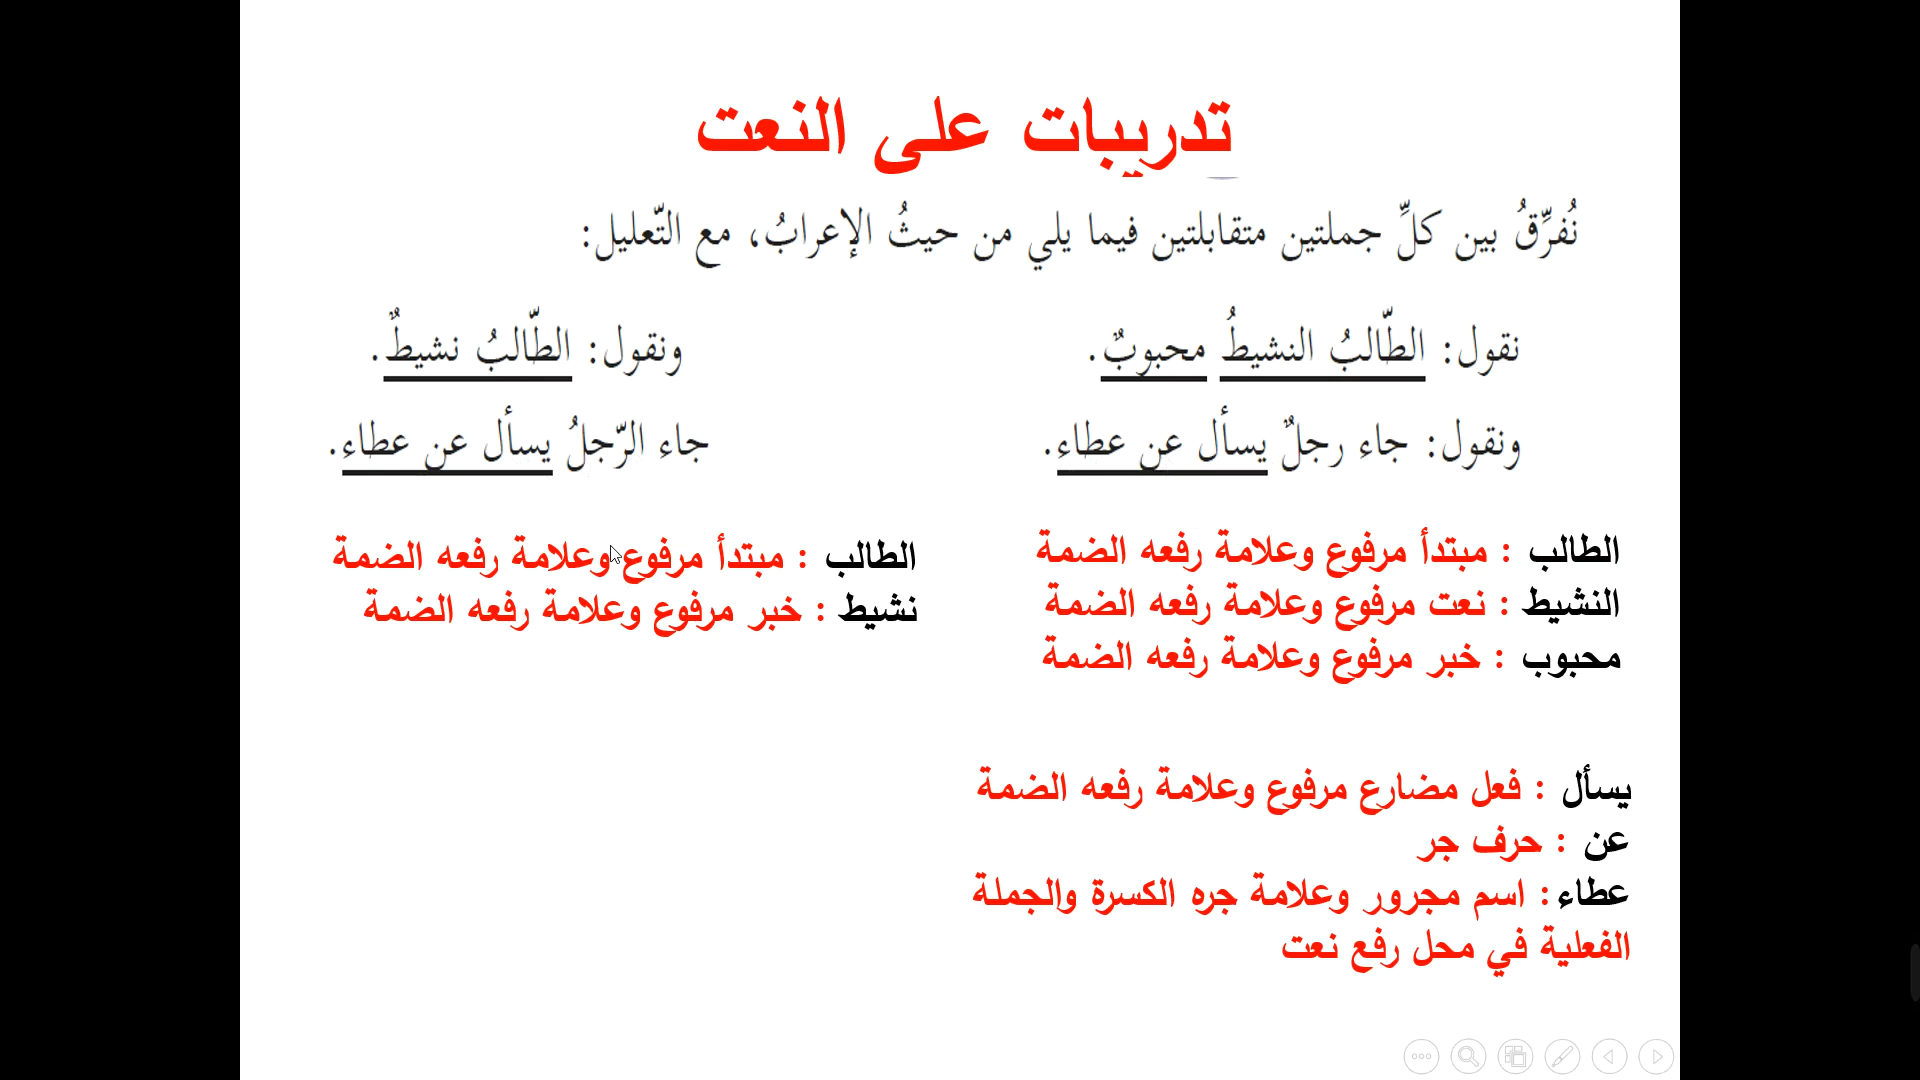 تدريبات على النعت
نُفرِّقُ بين كلِّ جملتين متقابلتين فيما يلي من حيثُ الإعرابُ، مع التّعليل:
نقول: الطّالبُ النشيطُ محبوبٌ.
ونقول: الطّالبُ نشيطٌ.
ونقول: جاء رجلٌ يسأل عن عطاء.
جاء الرّجلُ يسأل عن عطاء.
الطالب : مبتدأ مرفوع وعلامة رفعه الضمة
النشيط : نعت مرفوع وعلامة رفعه الضمة
محبوب : خبر مرفوع وعلامة رفعه الضمة
الطالب : مبتدأ مرفوع وعلامة رفعه الضمة
نشيط : خبر مرفوع وعلامة رفعه الضمة
يسأل : فعل مضارع مرفوع وعلامة رفعه الضمة
عن : حرف جر
عطاء : اسم مجرور وعلامة جره الكسرة والجملة
الفعلية في محل رفع نعت